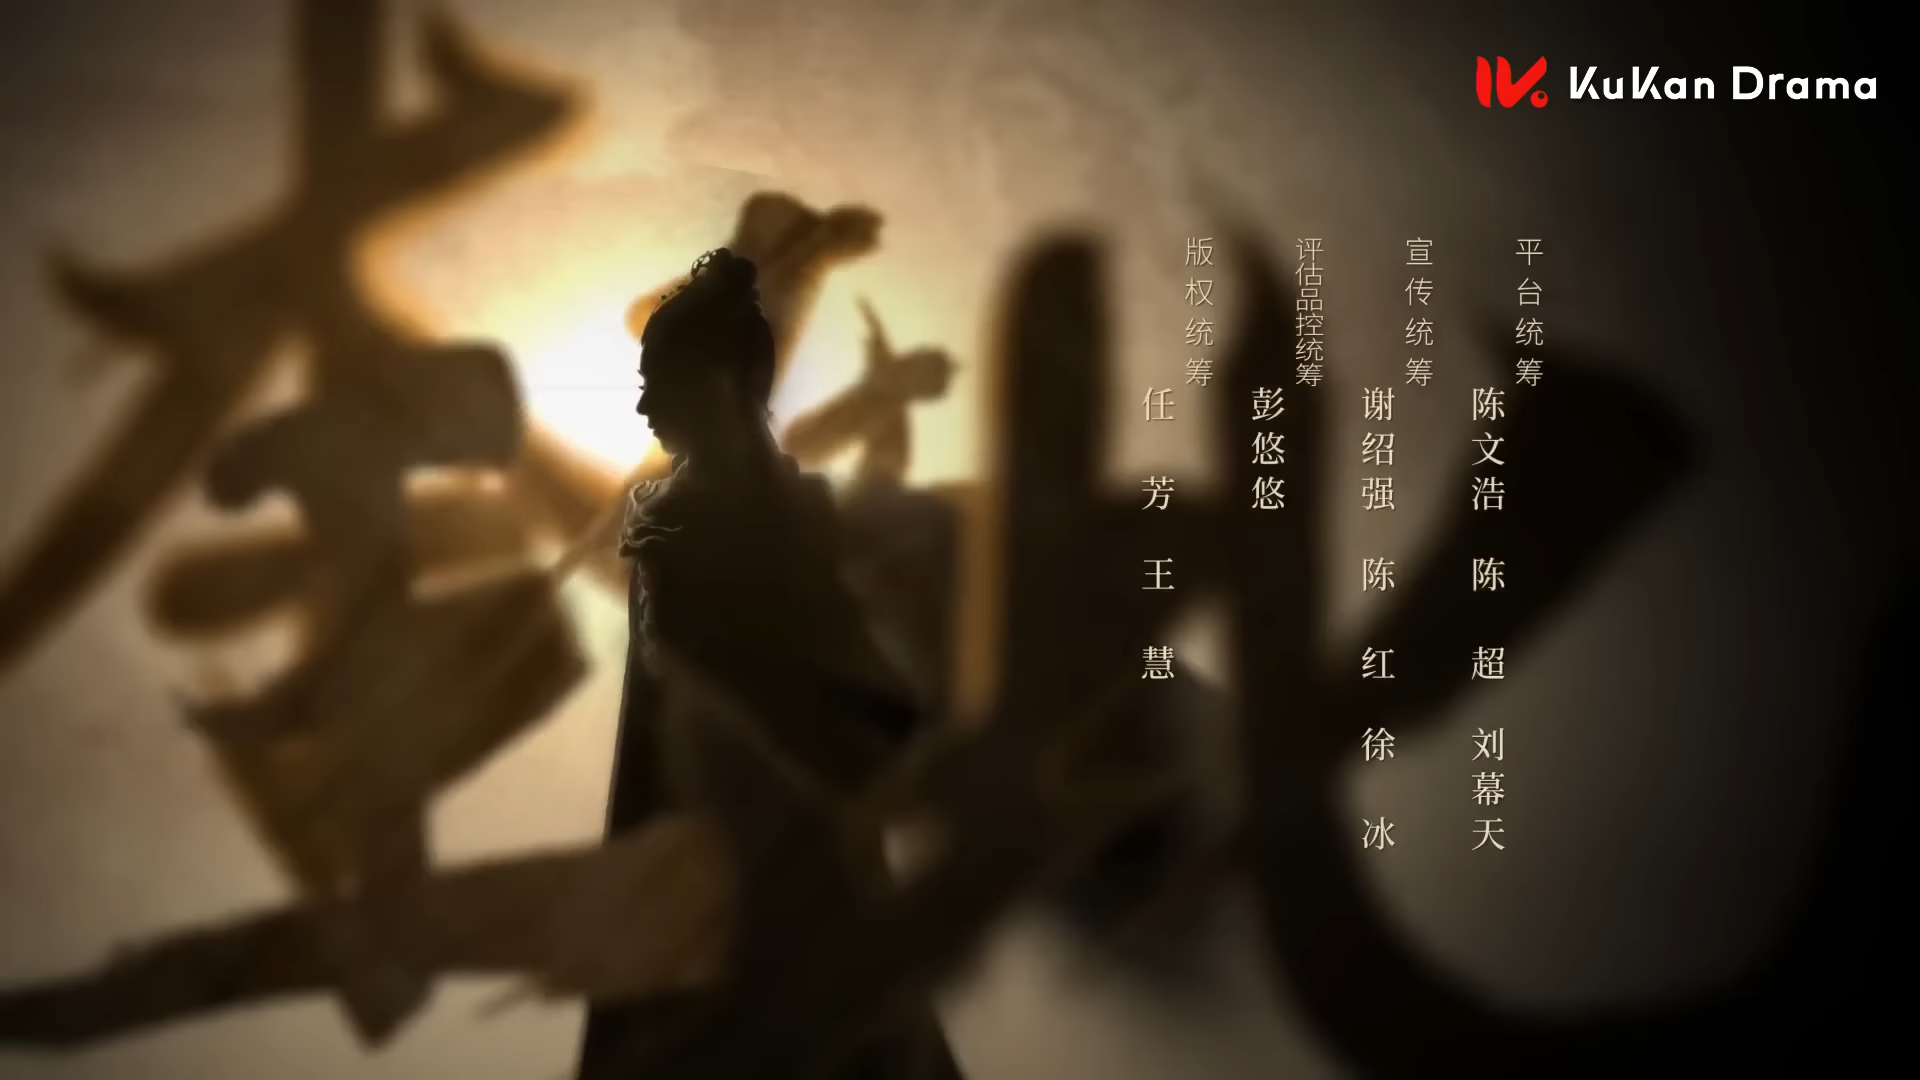 KuKan Drama
平台统筹
陈文浩 陈超 刘幕天
宣传统筹
谢绍强 陈红 徐冰
评估品控统筹
彭悠悠
版权统筹
任芳 王慧